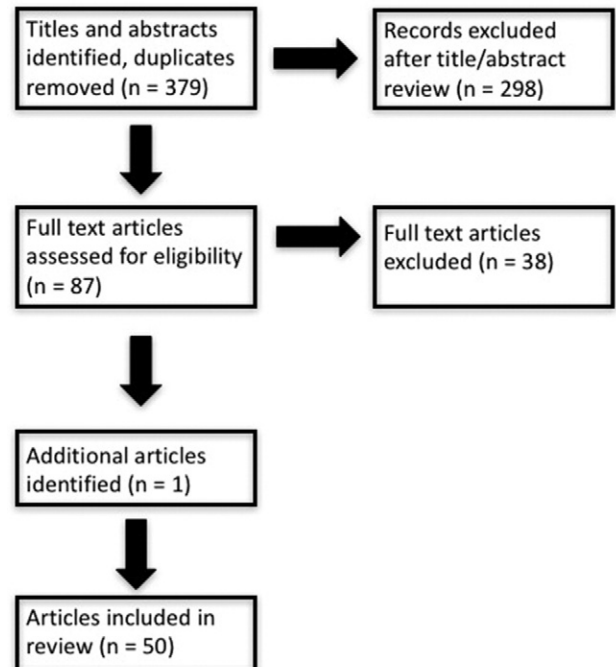 Titles and abstracts
identified, duplicates
removed (n = 379)
Records excluded
after title/abstract
review (n = 298)
Full text articles
assessed for eligibility
(n = 87)
Full text articles
excluded (n = 38)
Additional articles
identified (n = 1)
Articles included in
review (n = 50)